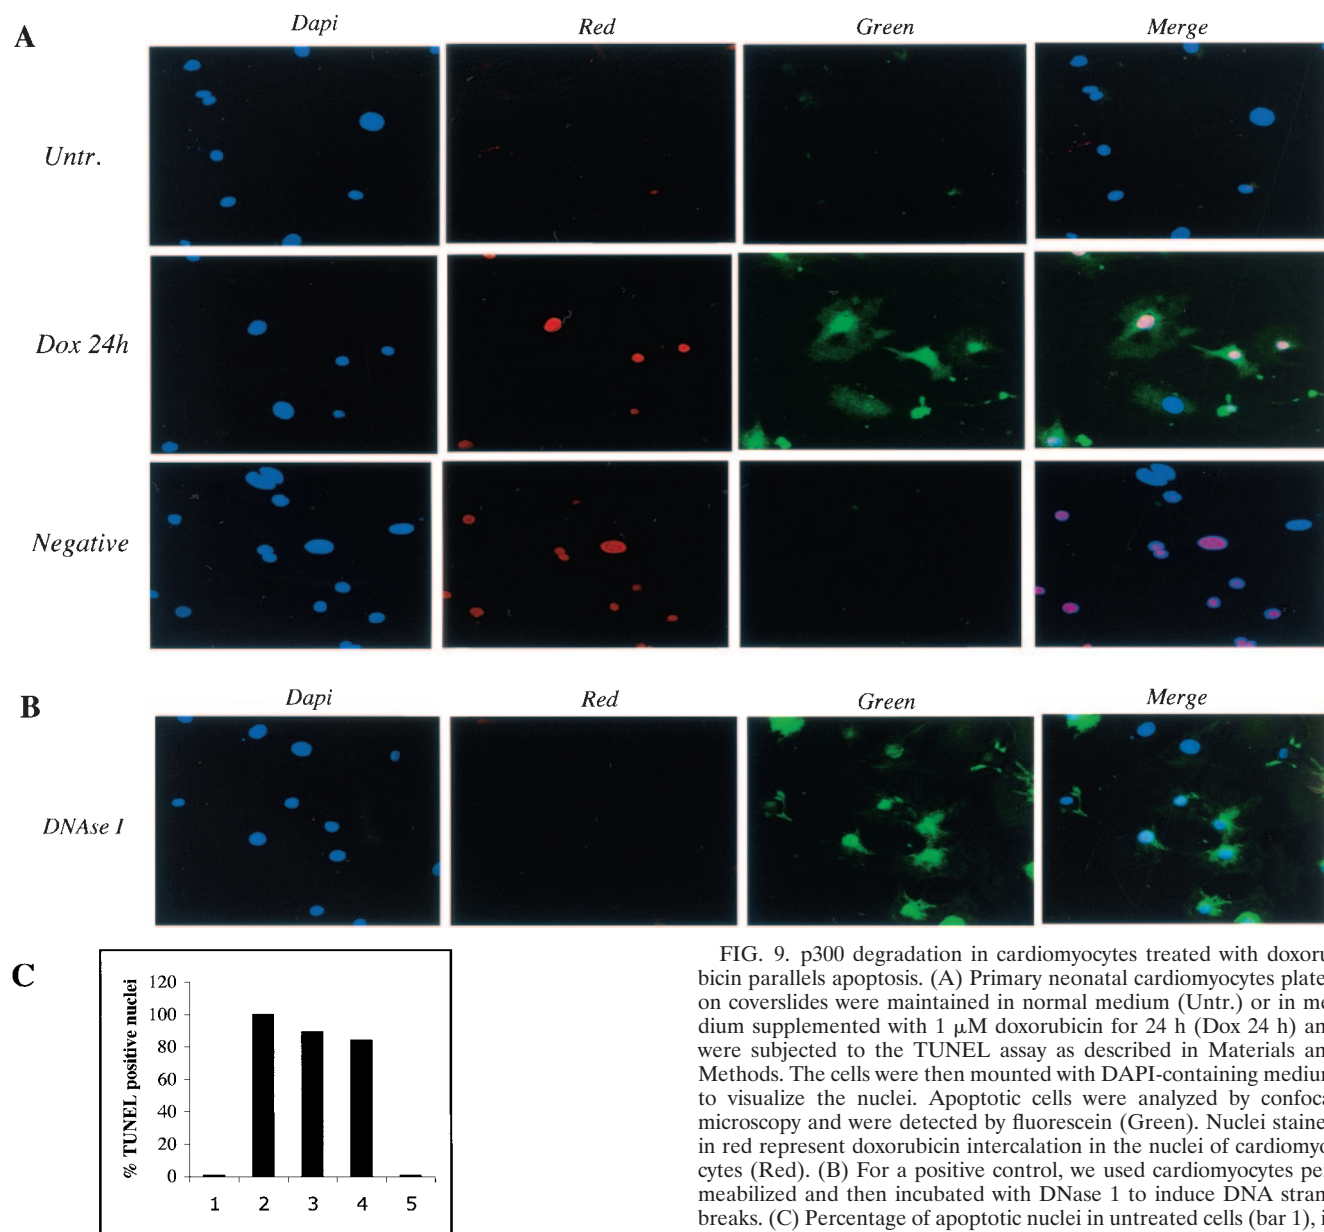 A
Dapi Red Green Merge
Untr.
Dox 24h
Negative
B
Dapi Red Green Merge
DNAse I
C
% TUNEL positive nuclei
120
100
80
60
40
20
0
1 2 3 4 5
FIG. 9. p300 degradation in cardiomyocytes treated with doxoru-
bicin parallels apoptosis. (A) Primary neonatal cardiomyocytes plate
on coverslides were maintained in normal medium (Untr.) or in me
dium supplemented with 1 μM doxorubicin for 24 h (Dox 24 h) an
were subjected to the TUNEL assay as described in Materials an
Methods. The cells were then mounted with DAPI-containing medium
to visualize the nuclei. Apoptotic cells were analyzed by confoca
microscopy and were detected by fluorescein (Green). Nuclei staine
in red represent doxorubicin intercalation in the nuclei of cardiomyo
cytes (Red). (B) For a positive control, we used cardiomyocytes per
meabilized and then incubated with DNase 1 to induce DNA stran
breaks. (C) Percentage of apoptotic nuclei in untreated cells (bar 1), i